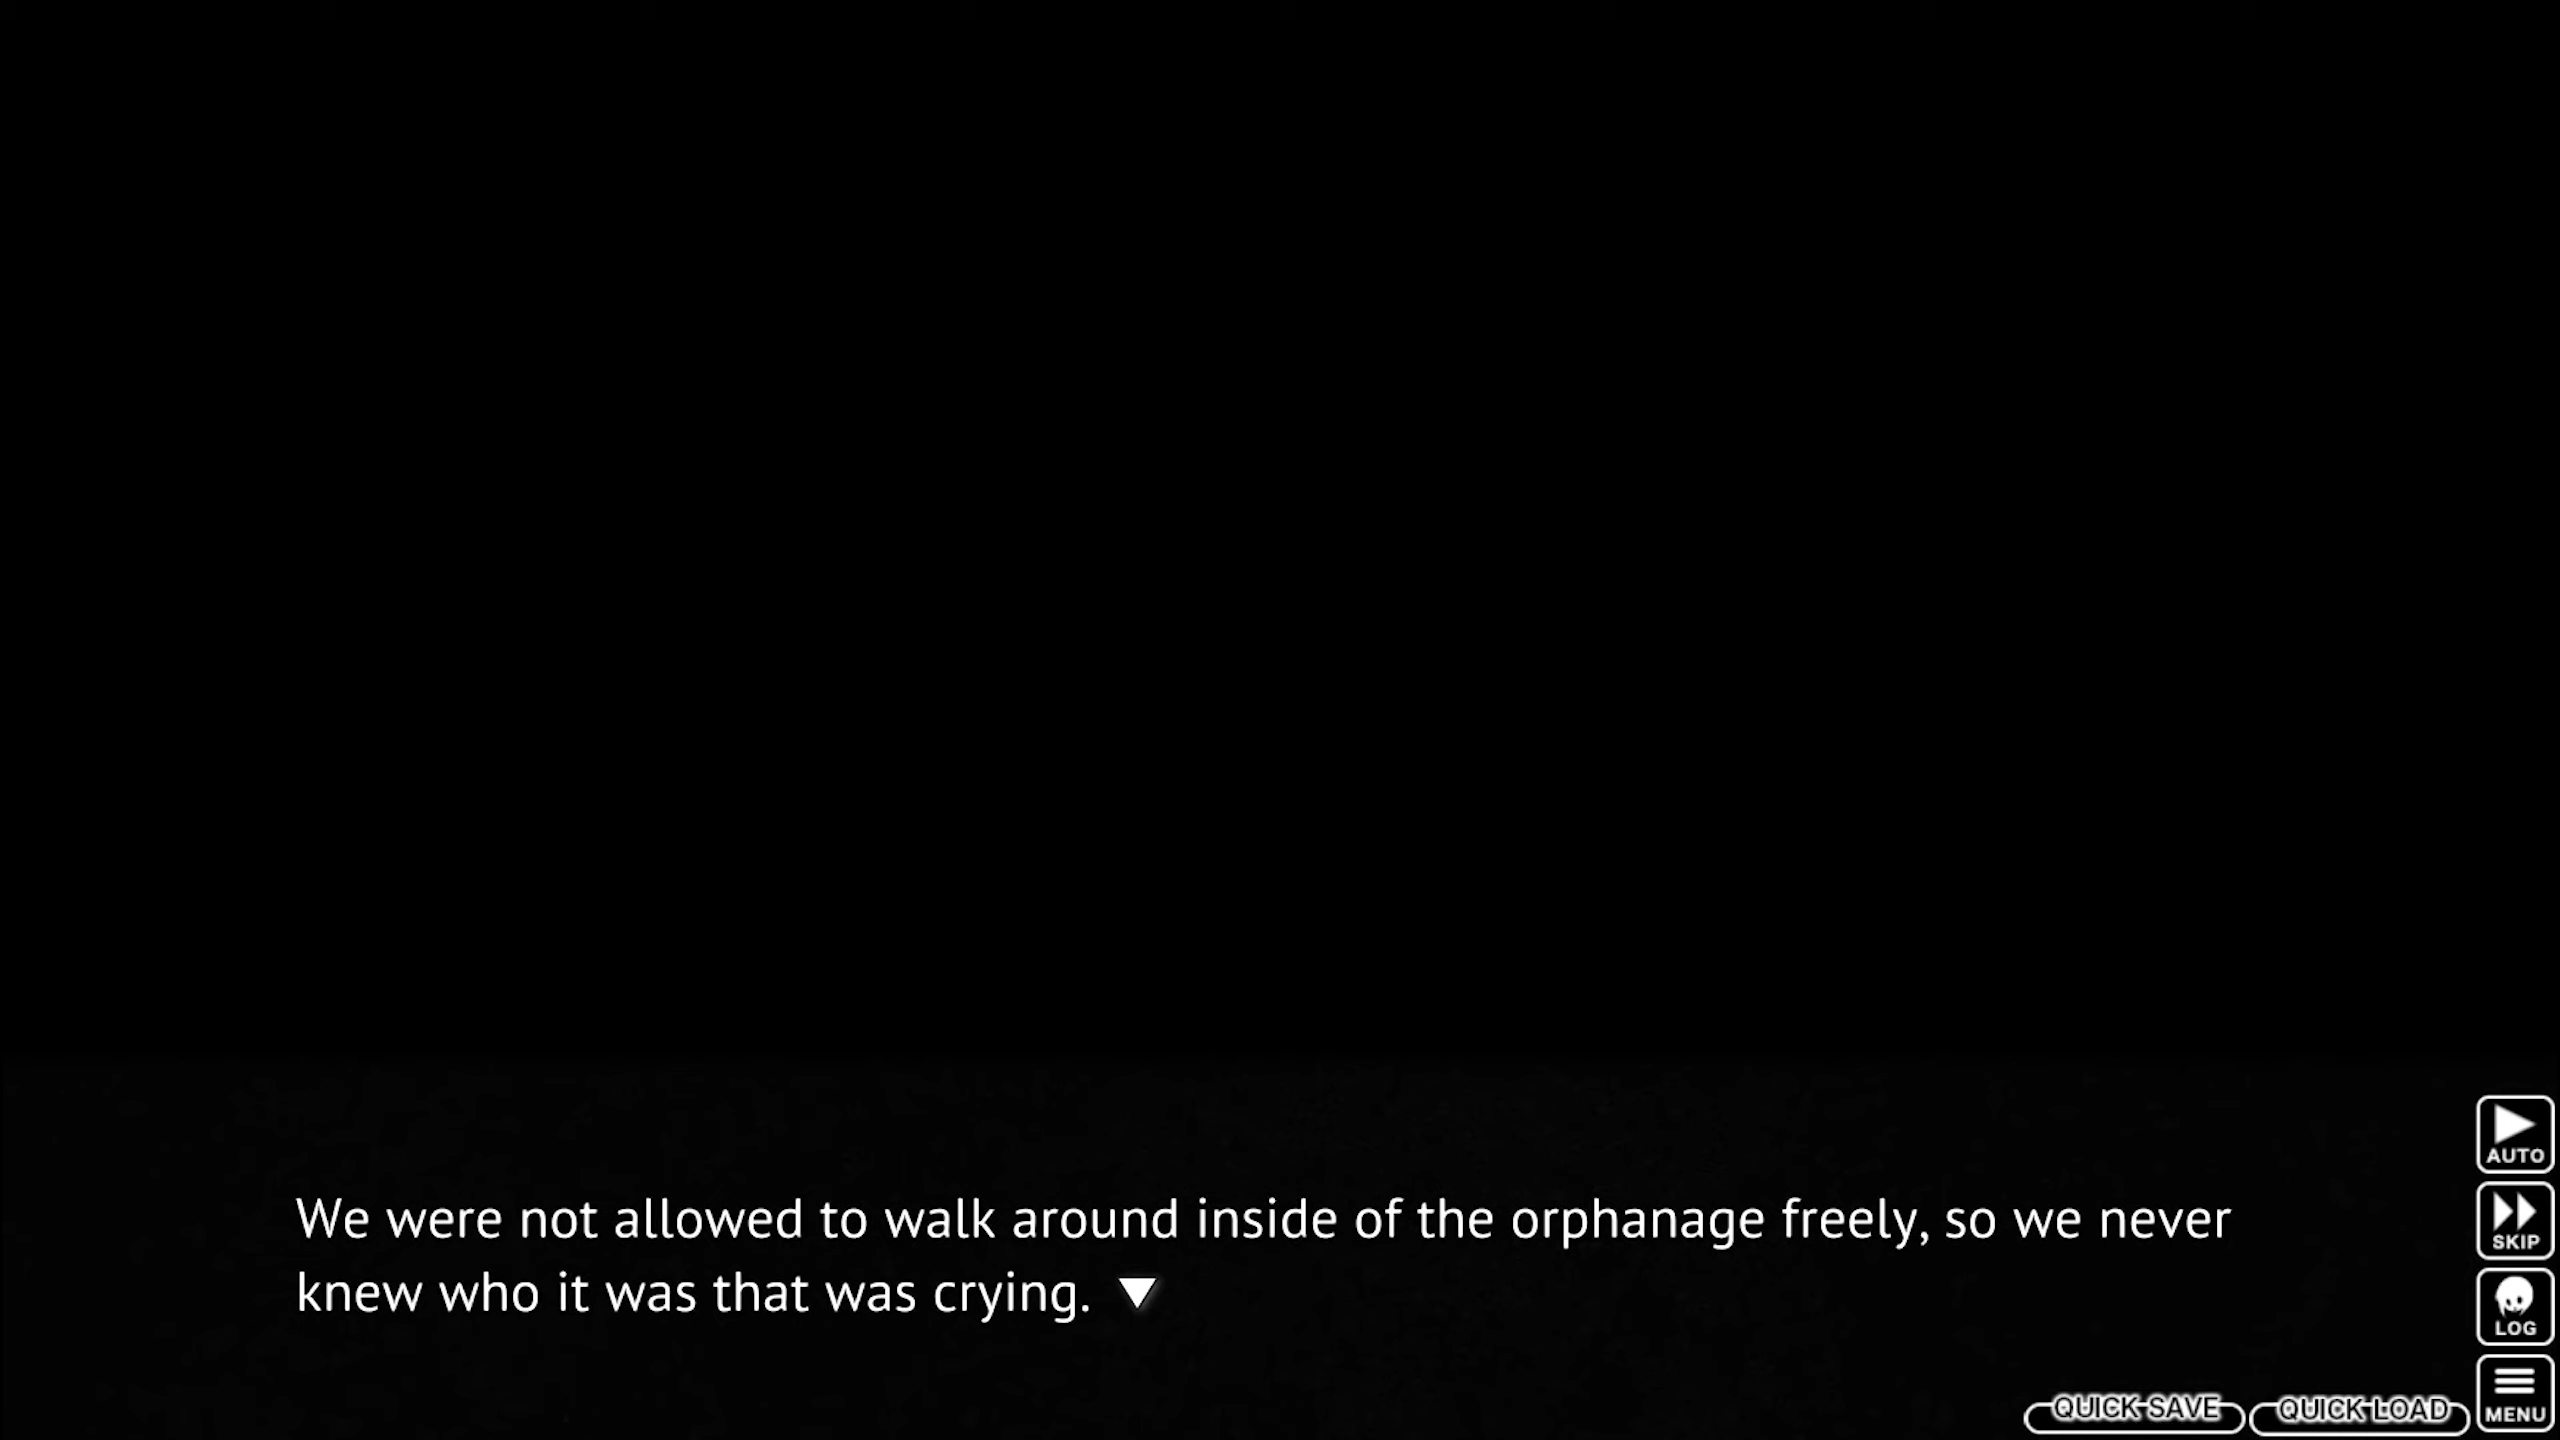 We were not allowed to walk around inside of the orphanage freely, so we never
knew who it was that was crying.
AUTO
SKIP
LOG
MENU
QUICK SAVE
QUICK LOAD